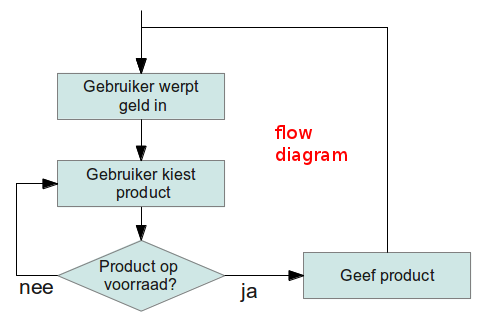 Gebruiker werpt
geld in
flow
diagram
Gebruiker kiest
product
Product op
voorraad?
nee
ja
Geef product